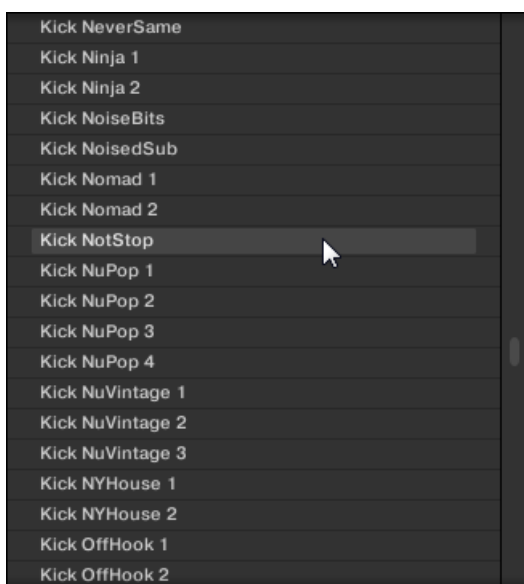 Kick NeverSame
Kick Ninja 1
Kick Ninja 2
Kick NoiseBits
Kick NoisedSub
Kick Nomad 1
Kick Nomad 2
Kick NotStop
Kick NuPop 1
Kick NuPop 2
Kick NuPop 3
Kick NuPop 4
Kick NuVintage 1
Kick NuVintage 2
Kick NuVintage 3
Kick NYHouse 1
Kick NYHouse 2
Kick OffHook 1
Kick OffHook 2